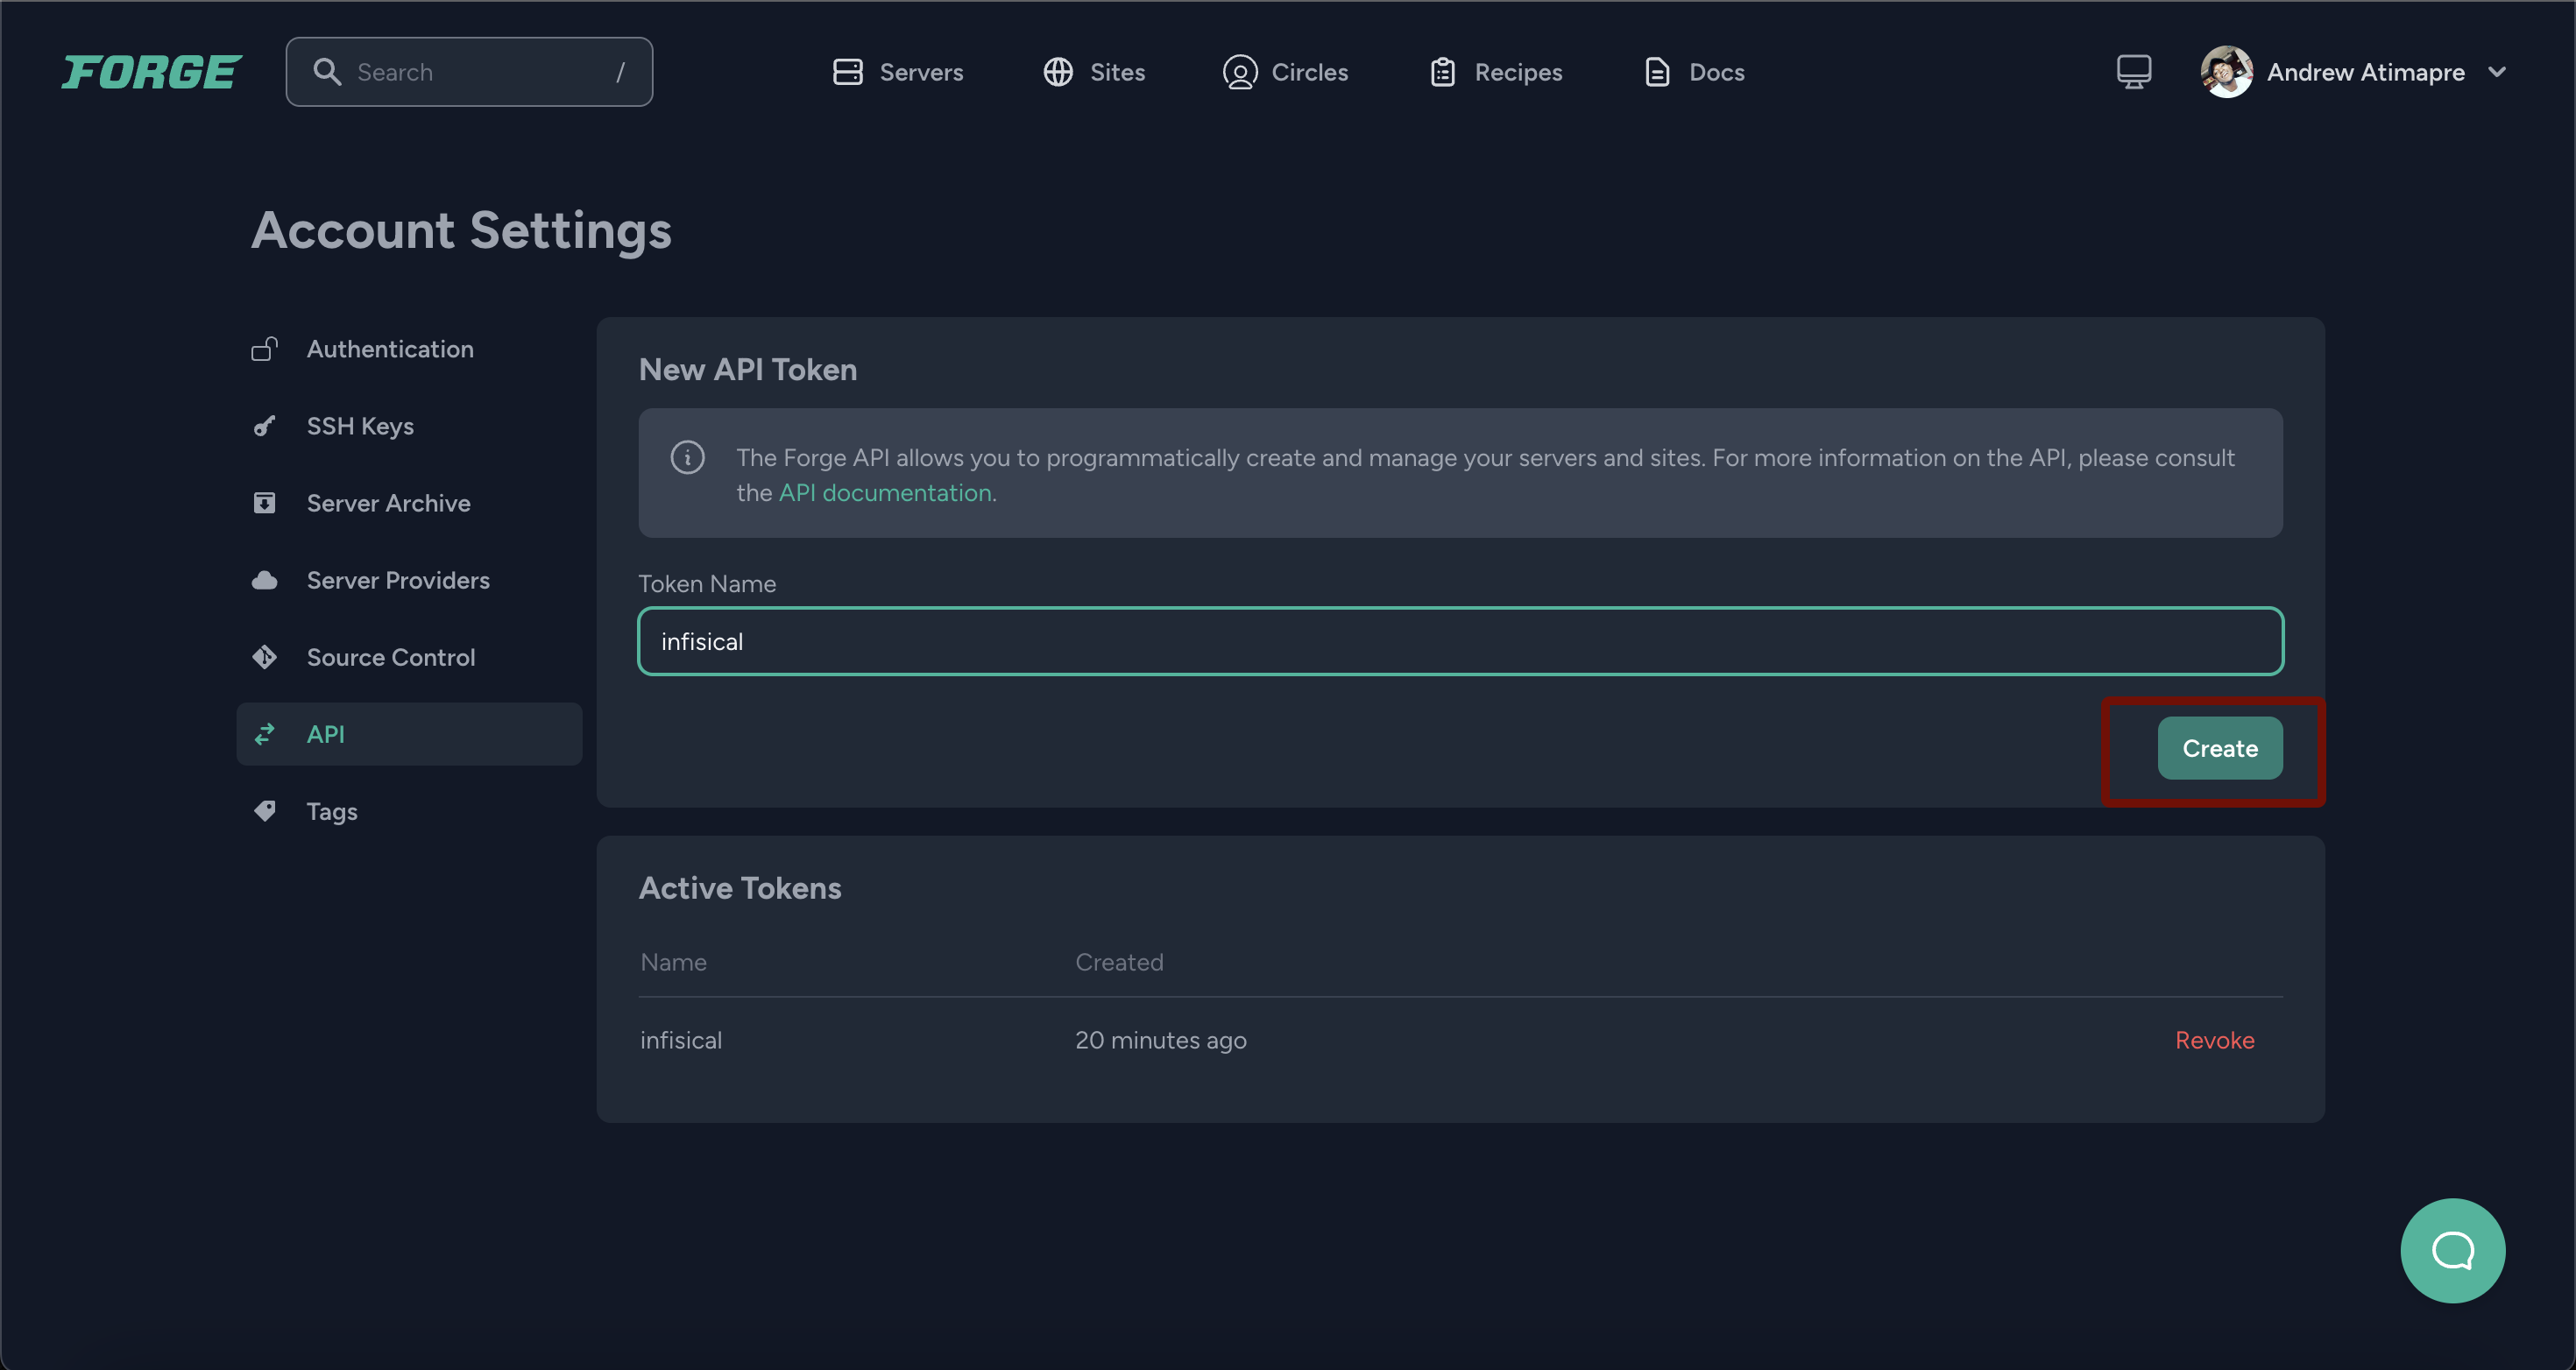 FORGE
Search /
Servers
Sites
Circles
Recipes
Docs
Andrew Atimapre
Account Settings
Authentication
SSH Keys
Server Archive
Server Providers
Source Control
API
Tags
New API Token
The Forge API allows you to programmatically create and manage your servers and sites. For more information on the API, please consult
the API documentation.
Token Name
infisical
Create
Active Tokens
Name Created
infisical 20 minutes ago Revoke